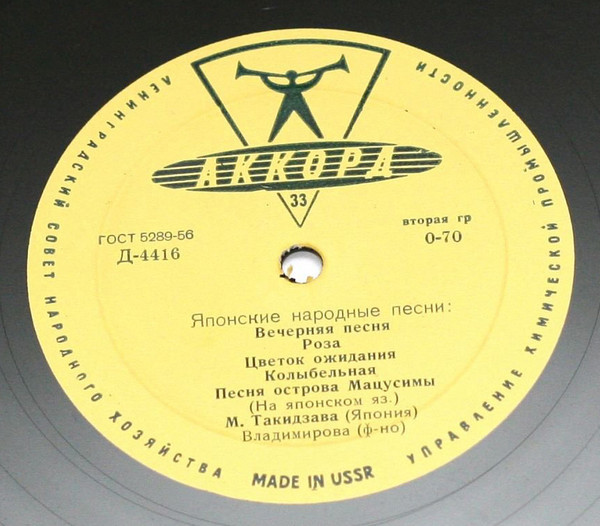 ЛЕНИНГРАДСКИЙ СОВЕТ НАРОДНОГО ХОЗЯЙСТВА
УПРАВЛЕНИЕ ХИМИЧЕСКОЙ ПРОМЫШЛЕННОСТИ
АККОРД
33
ГОСТ 5289-56
Д-4416
вторая гр
0-70
Японские народные песни:
Вечерняя песня
Роза
Цветок ожидания
Колыбельная
Песня острова Мацусимы
(На японском яз.)
М. Такидзава (Япония)
Владимирова (ф-но)
MADE IN USSR